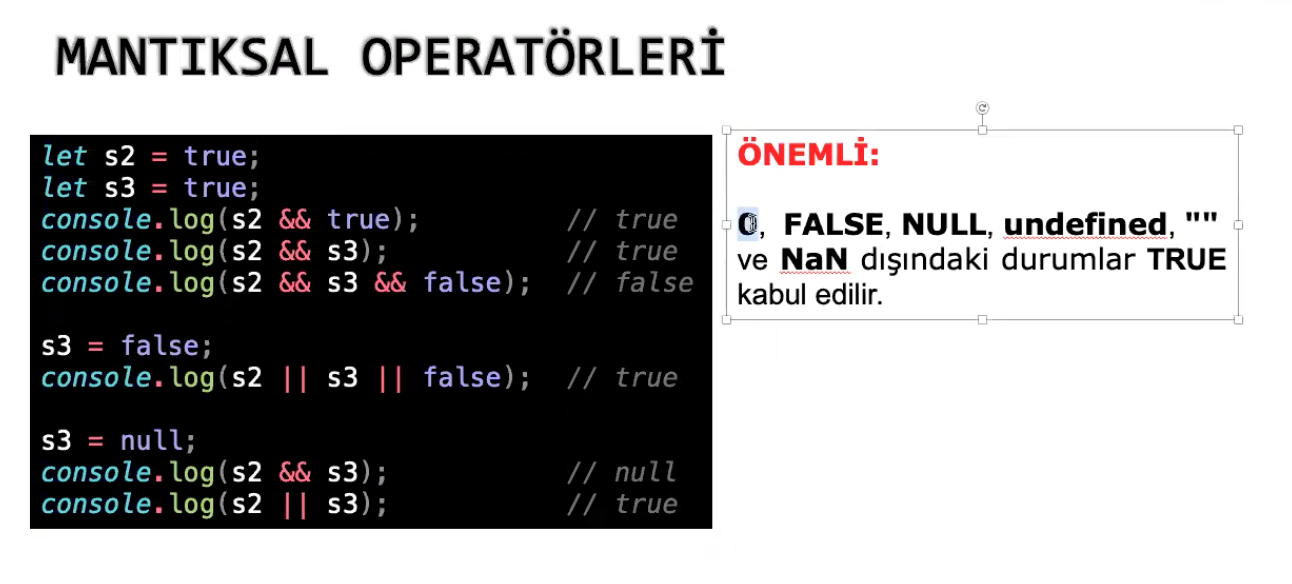 MANTIKSAL OPERATÖRLERİ
let s2 = true;
let s3 = true;
console.log(s2 && true); // true
console.log(s2 && s3); // true
console.log(s2 && s3 && false); // false
s3 = false;
console.log(s2 || s3 || false); // true
s3 = null;
console.log(s2 && s3); // null
console.log(s2 || s3); // true
ÖNEMLİ:
0, FALSE, NULL, undefined, ""
ve NaN dışındaki durumlar TRUE
kabul edilir.